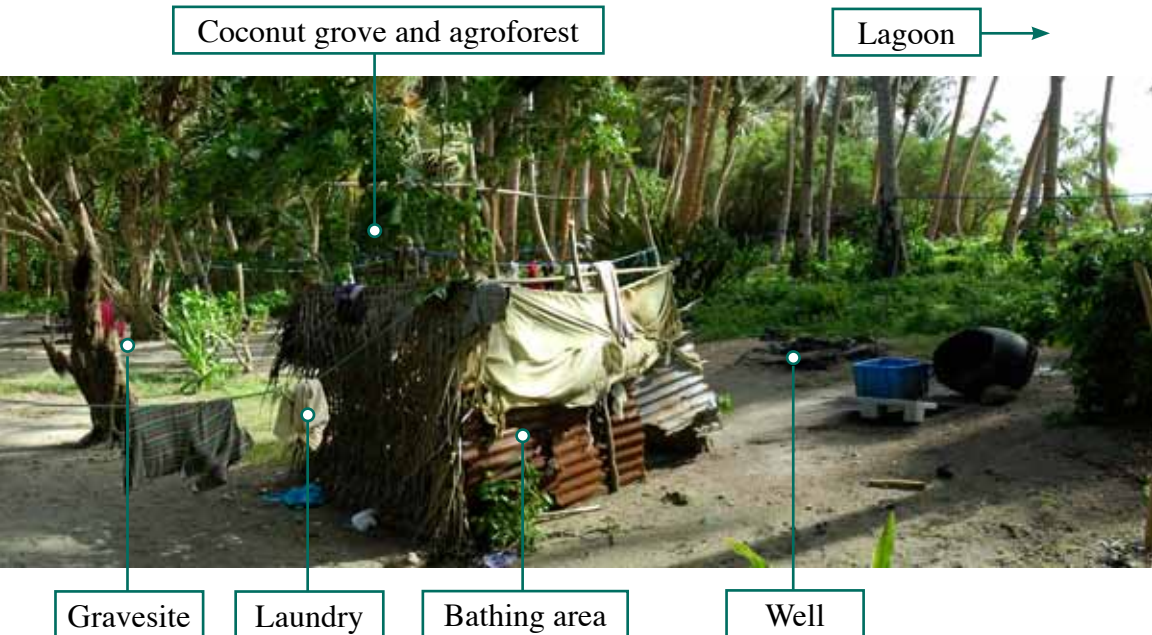 Coconut grove and agroforest
Lagoon
Gravesite
Laundry
Bathing area
Well